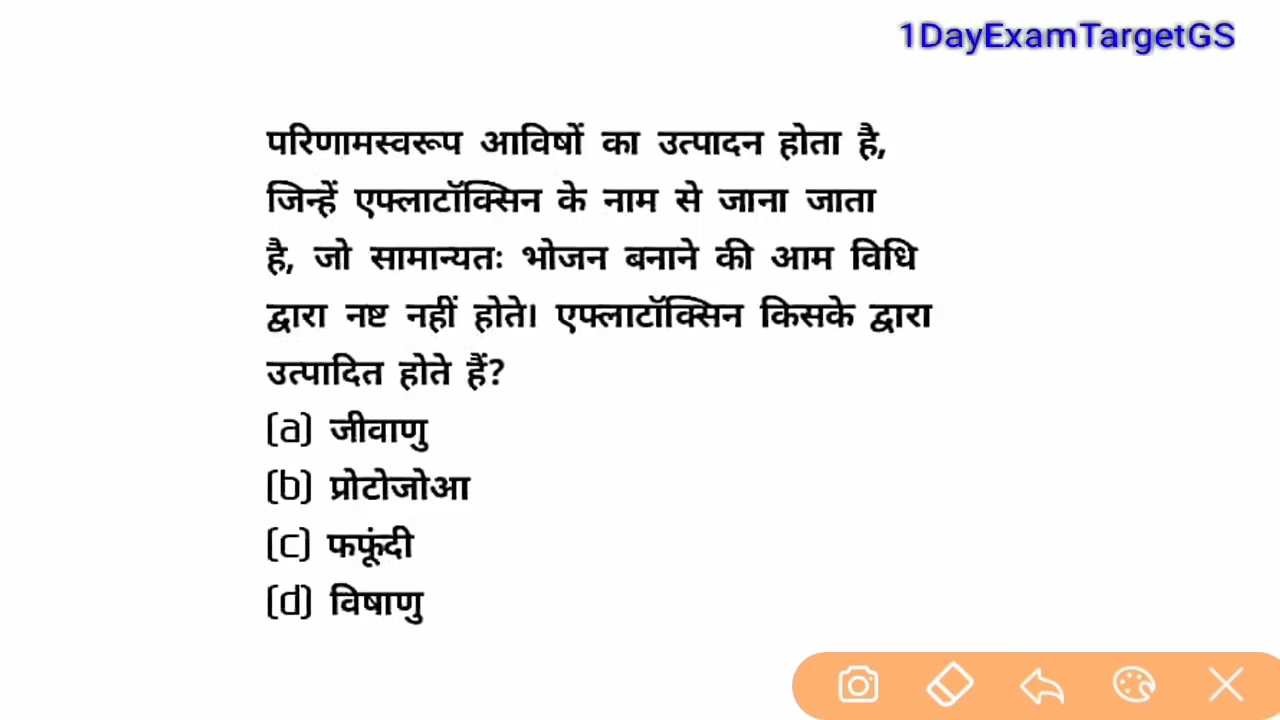 1DayExamTargetGS
परिणामस्वरूप आविषों का उत्पादन होता है,
जिन्हें एफ्लाटॉक्सिन के नाम से जाना जाता
है, जो सामान्यतः भोजन बनाने की आम विधि
द्वारा नष्ट नहीं होते। एफ्लाटॉक्सिन किसके द्वारा
उत्पादित होते हैं?
(a) जीवाणु
(b) प्रोटोजोआ
(c) फफूंदी
(d) विषाणु